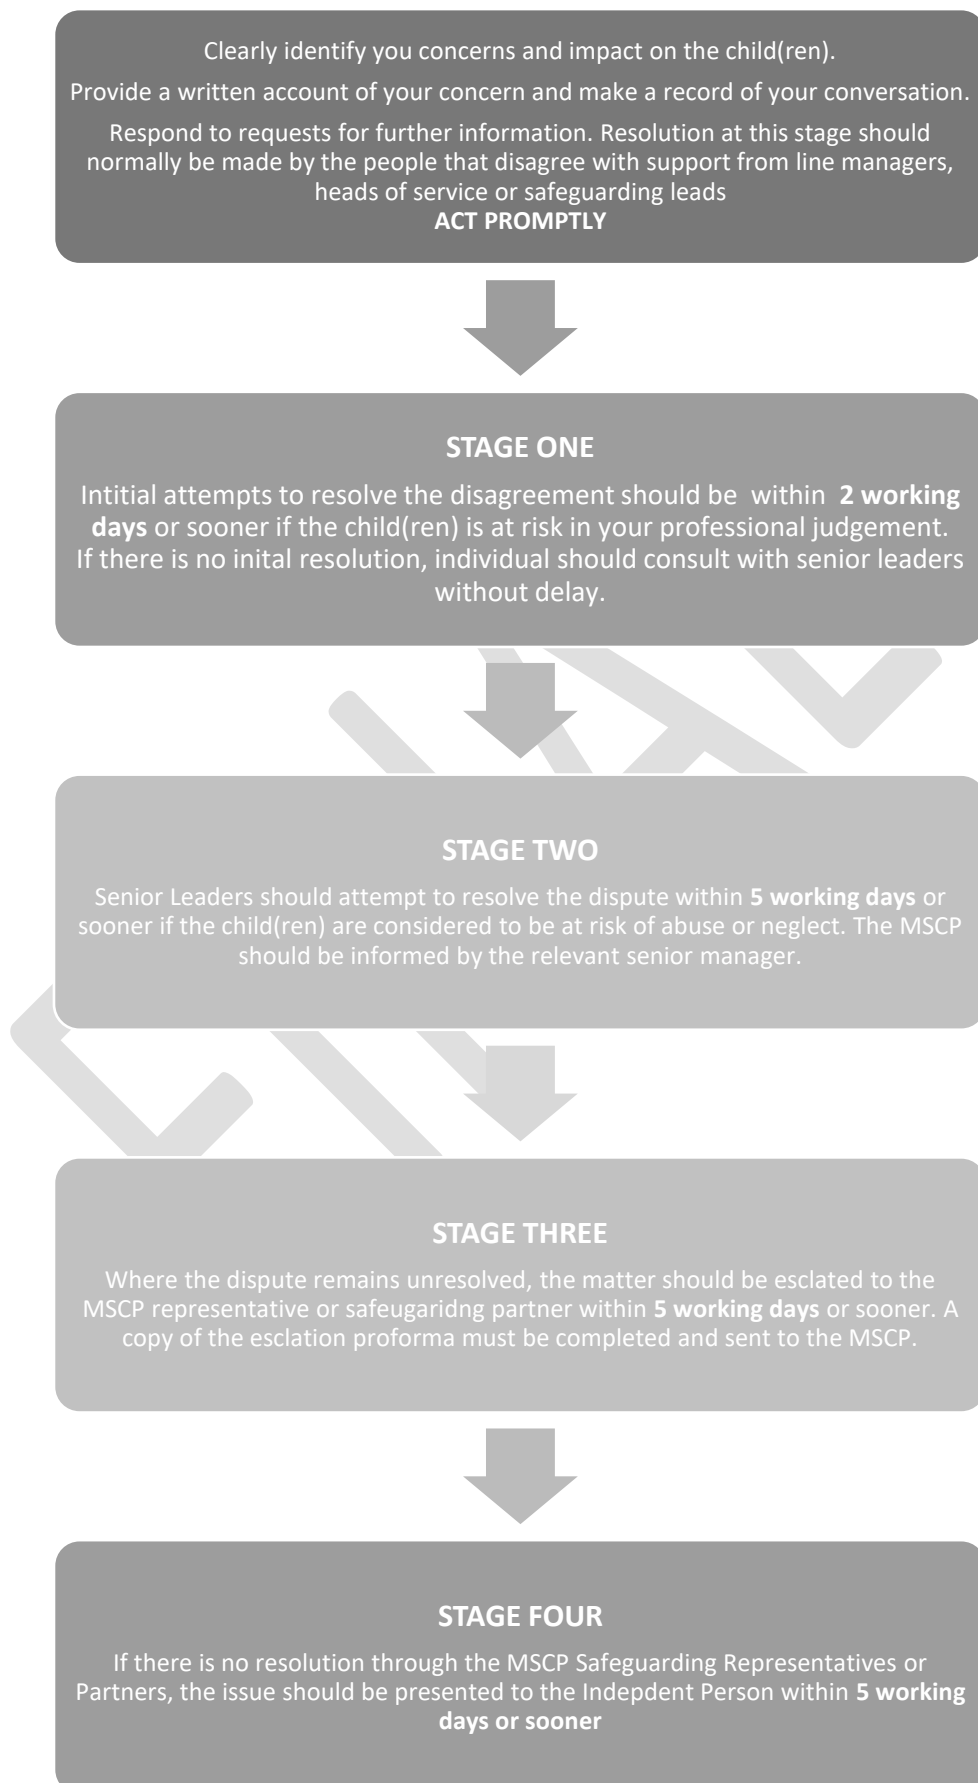 Clearly identify you concerns and impact on the child(ren).
Provide a written account of your concern and make a record of your conversation.
Respond to requests for further information. Resolution at this stage should
normally be made by the people that disagree with support from line managers,
heads of service or safeguarding leads
ACT PROMPTLY
STAGE ONE
Intitial attempts to resolve the disagreement should be within 2 working
days or sooner if the child(ren) is at risk in your professional judgement.
If there is no inital resolution, individual should consult with senior leaders
without delay.
STAGE TWO
Senior Leaders should attempt to resolve the dispute within 5 working days or
sooner if the child(ren) are considered to be at risk of abuse or neglect. The MSCP
should be informed by the relevant senior manager.
STAGE THREE
Where the dispute remains unresolved, the matter should be esclated to the
MSCP representative or safeugaridng partner within 5 working days or sooner. A
copy of the esclation proforma must be completed and sent to the MSCP.
STAGE FOUR
If there is no resolution through the MSCP Safeguarding Representatives or
Partners, the issue should be presented to the Indepdent Person within 5 working
days or sooner